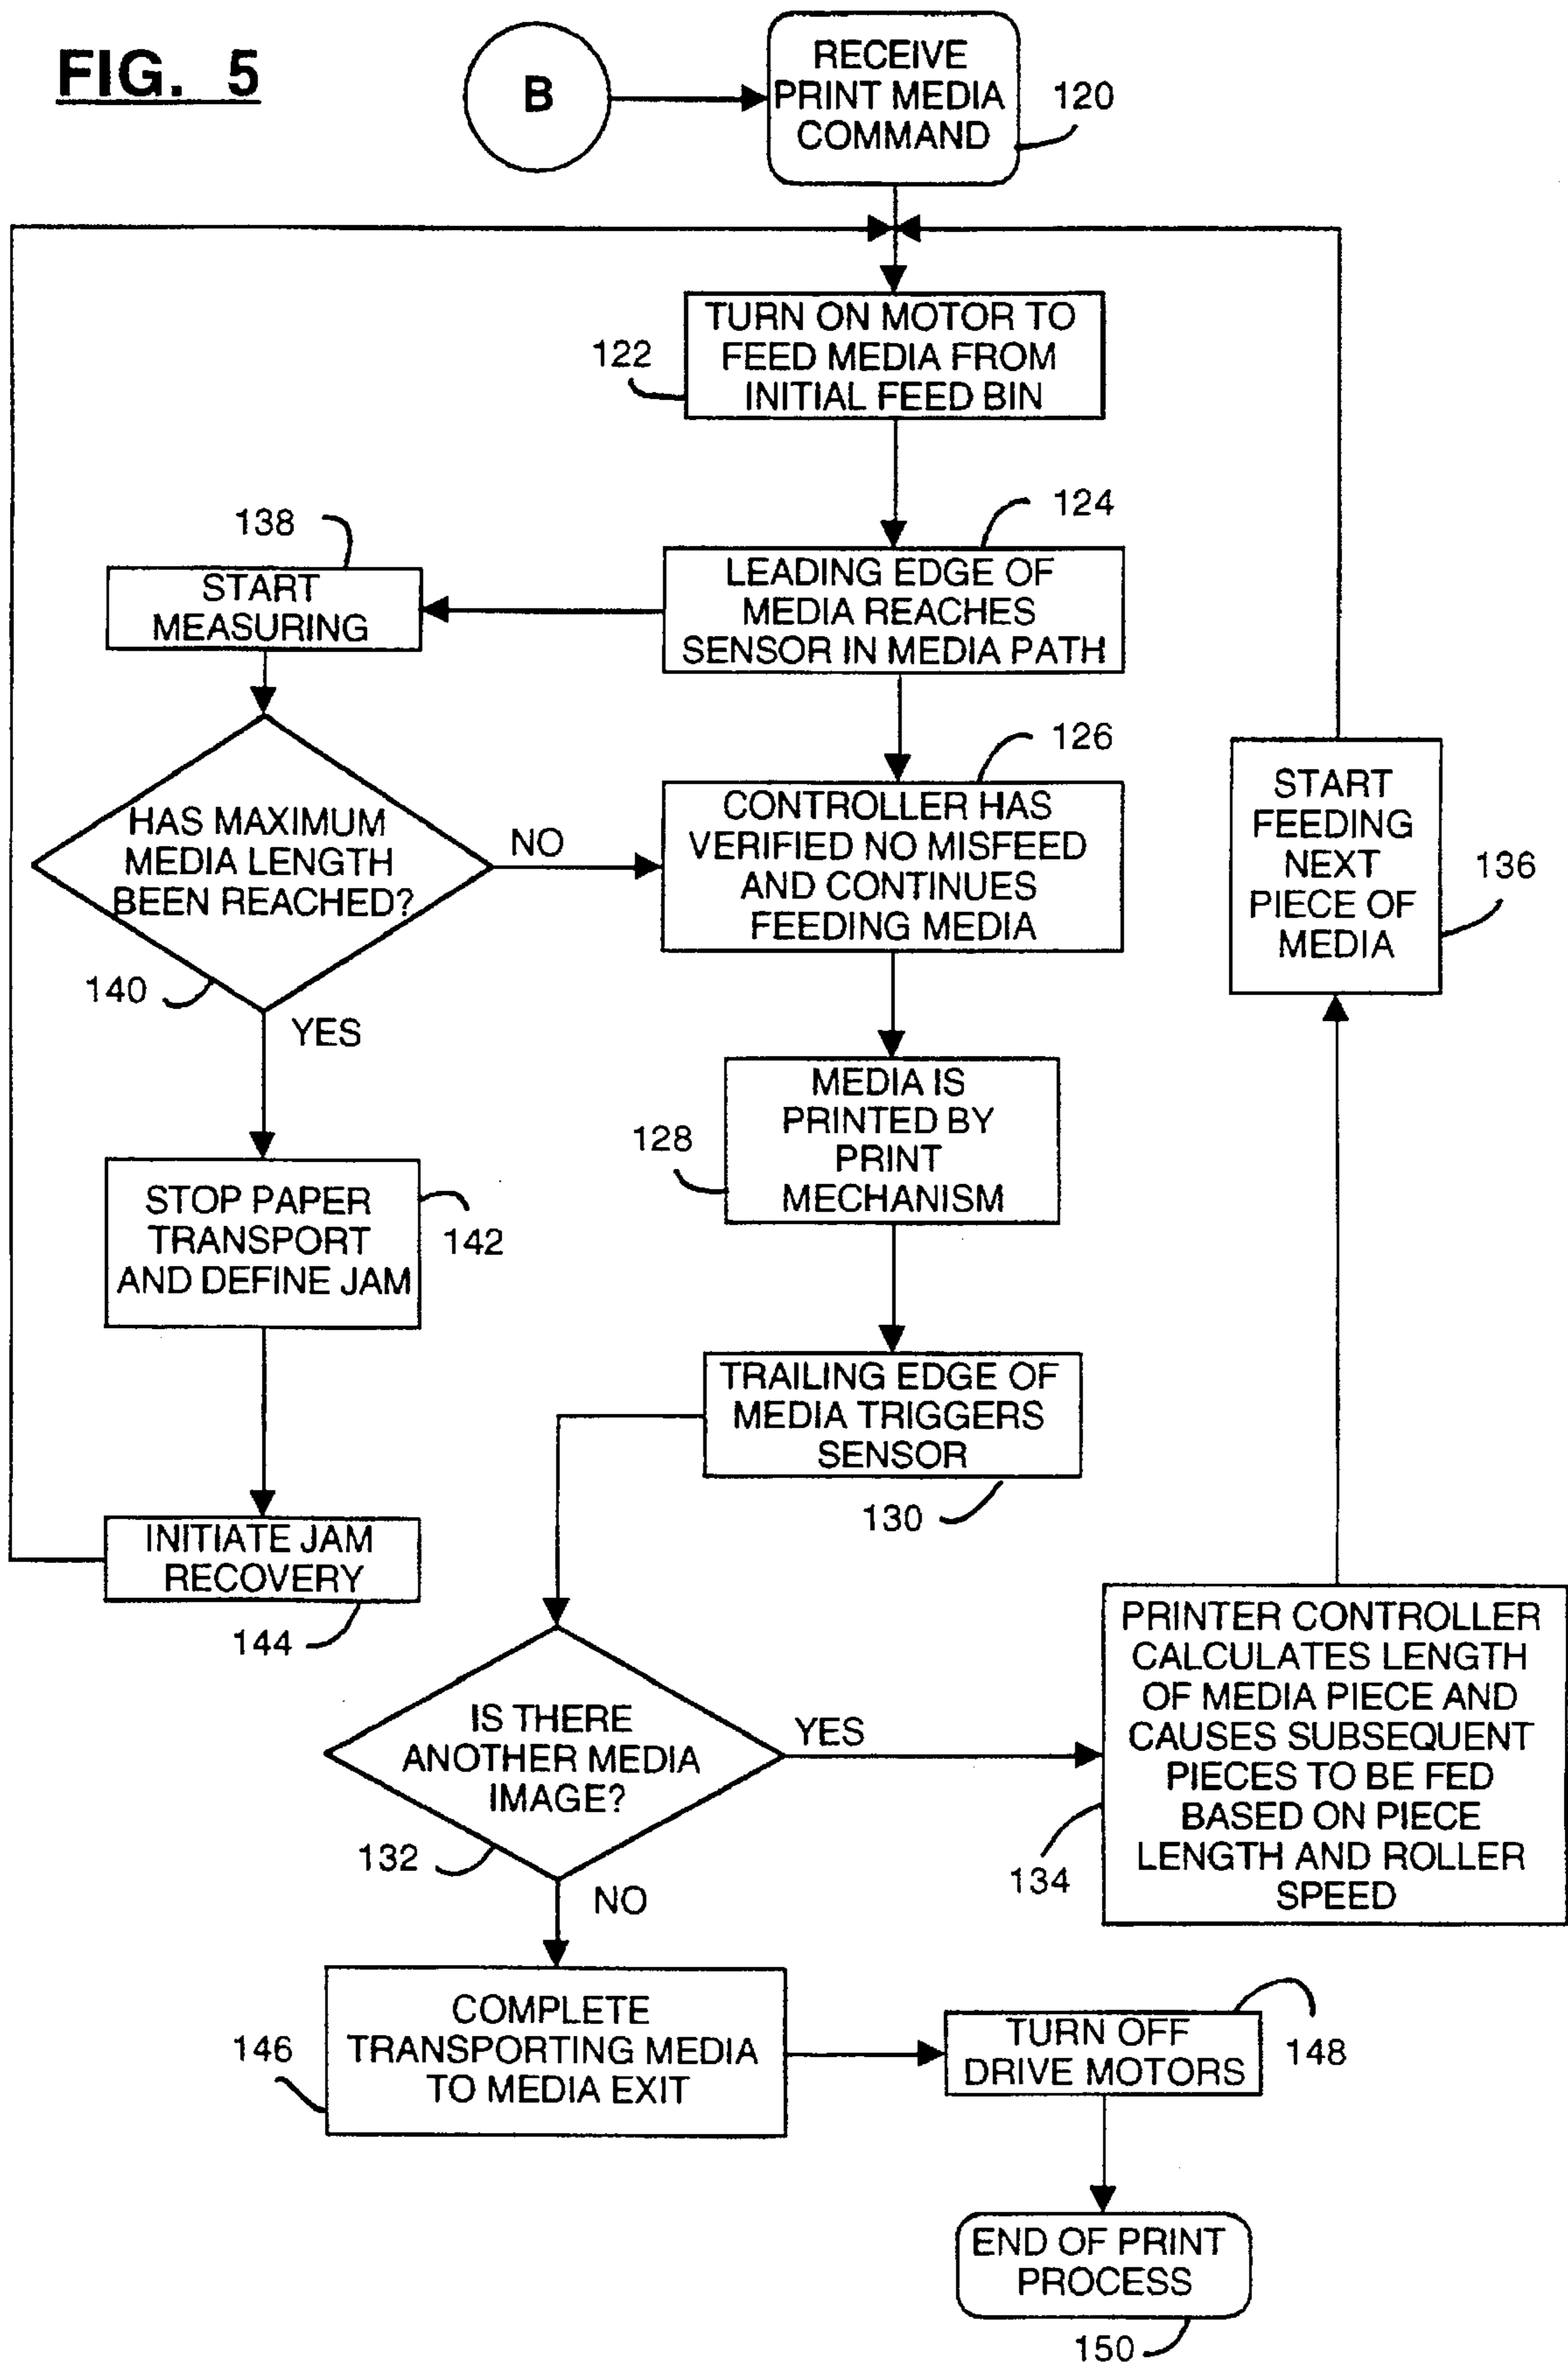 FIG. 5
B
RECEIVE
PRINT MEDIA
COMMAND
120
TURN ON MOTOR TO
FEED MEDIA FROM
INITIAL FEED BIN
122
124
LEADING EDGE OF
MEDIA REACHES
SENSOR IN MEDIA PATH
138
START
MEASURING
HAS MAXIMUM
MEDIA LENGTH
BEEN REACHED?
140
NO
YES
126
CONTROLLER HAS
VERIFIED NO MISFEED
AND CONTINUES
FEEDING MEDIA
START
FEEDING
NEXT
PIECE OF
MEDIA
136
MEDIA IS
PRINTED BY
PRINT
MECHANISM
128
STOP PAPER
TRANSPORT
AND DEFINE JAM
142
TRAILING EDGE OF
MEDIA TRIGGERS
SENSOR
130
INITIATE JAM
RECOVERY
144
IS THERE
ANOTHER MEDIA
IMAGE?
132
YES
NO
PRINTER CONTROLLER
CALCULATES LENGTH
OF MEDIA PIECE AND
CAUSES SUBSEQUENT
PIECES TO BE FED
BASED ON PIECE
LENGTH AND ROLLER
SPEED
134
COMPLETE
TRANSPORTING MEDIA
TO MEDIA EXIT
146
TURN OFF
DRIVE MOTORS
148
END OF PRINT
PROCESS
150